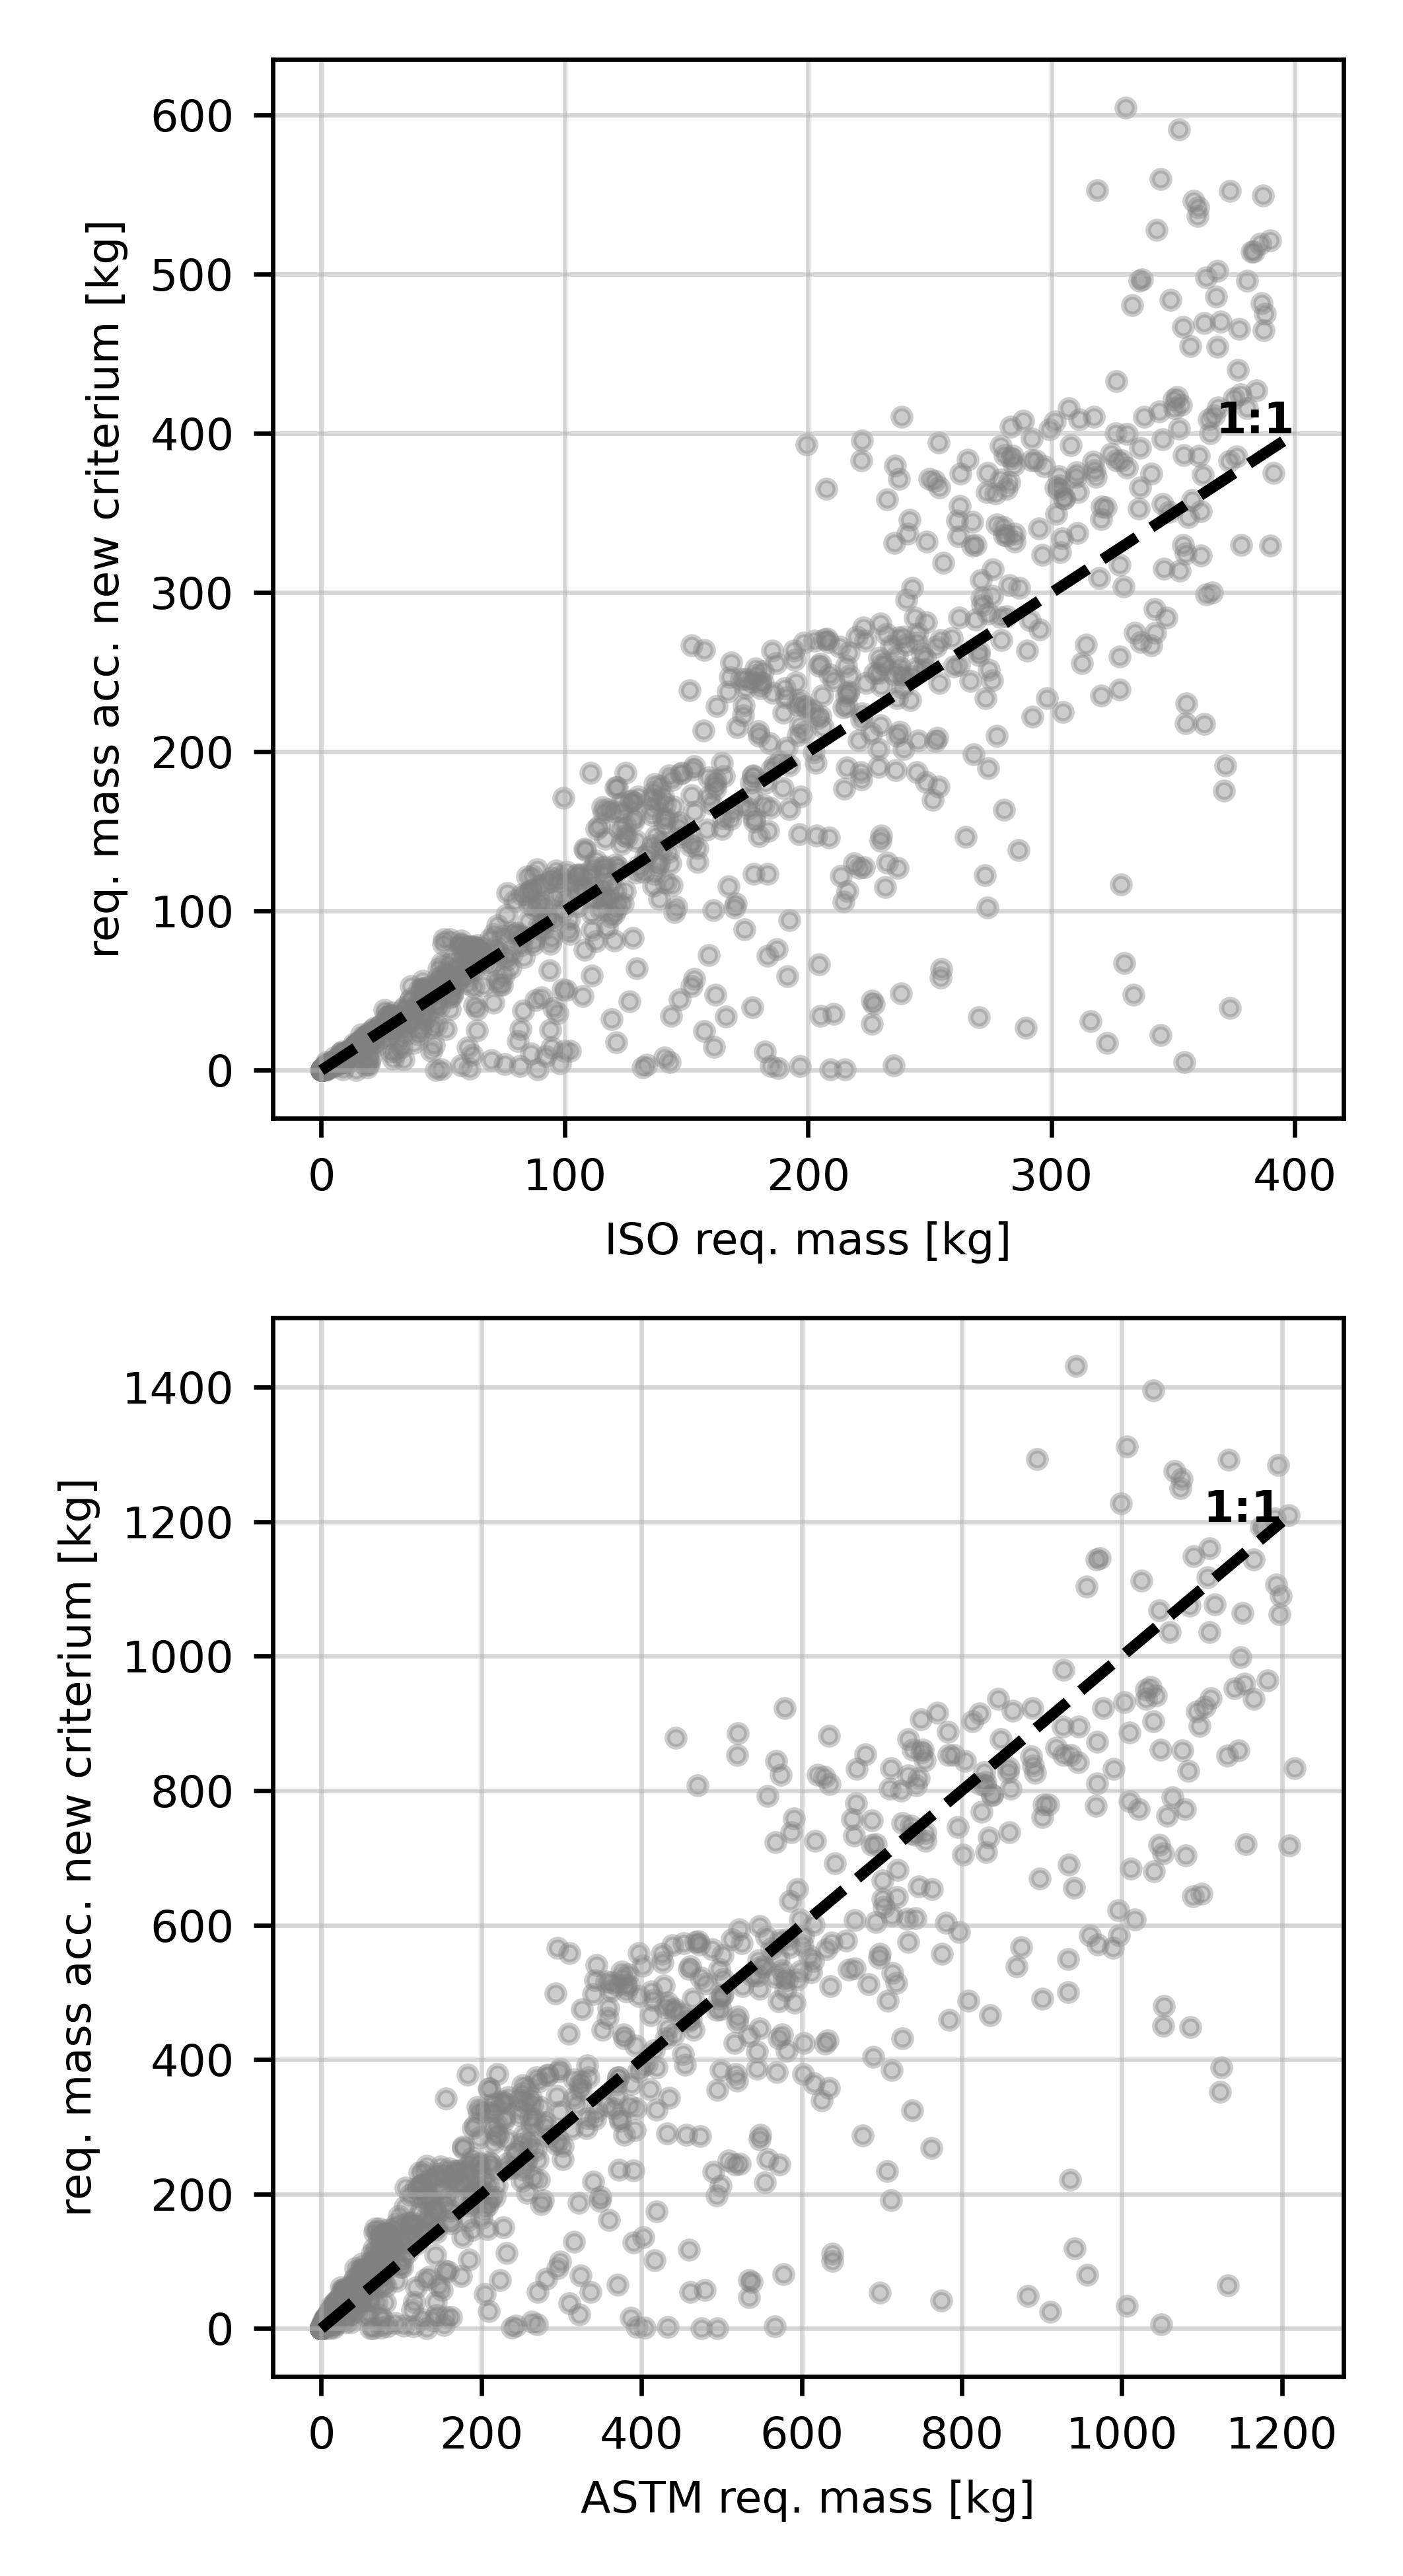 600
500
400
300
200
100
0
req. mass acc. new criterium [kg]
1:1
0 100 200 300 400
ISO req. mass [kg]
1400
1200
1000
800
600
400
200
0
req. mass acc. new criterium [kg]
1:1
0 200 400 600 800 1000 1200
ASTM req. mass [kg]